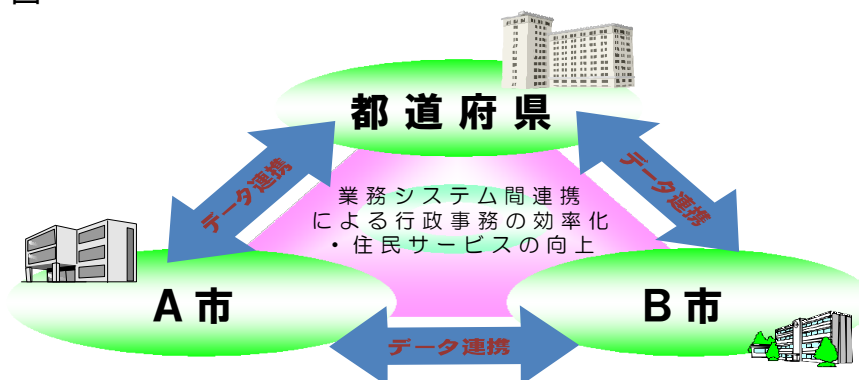 都道府県
データ連携
データ連携
業務システム間連携
による行政事務の効率化
・住民サービスの向上
A市
B市
データ連携